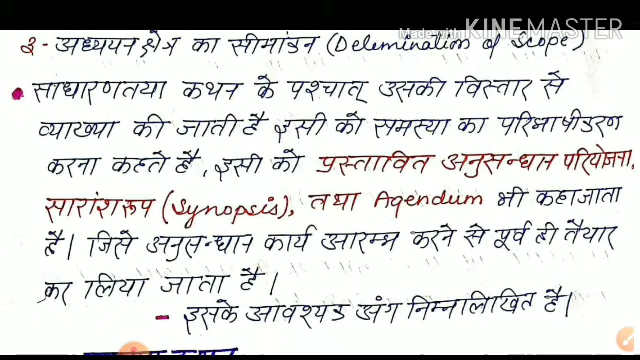 Made with KINEMASTER
३- अध्ययन क्षेत्र का सीमांकन (Delemination of Scope)
• साधारणतया कथन के पश्चात् उसकी विस्तार से
व्याख्या की जाती है इसी को समस्या का परिभाषीकरण
करना कहते है, इसी को प्रस्तावित अनुसन्धान परियोजना,
सारांशरूप (Synopsis), तथा Agendum भी कहा जाता
है। जिसे अनुसन्धान कार्य आरम्भ करने से पूर्व ही तैयार
कर लिया जाता है।
- इसके आवश्यक अंग निम्नलिखित है।